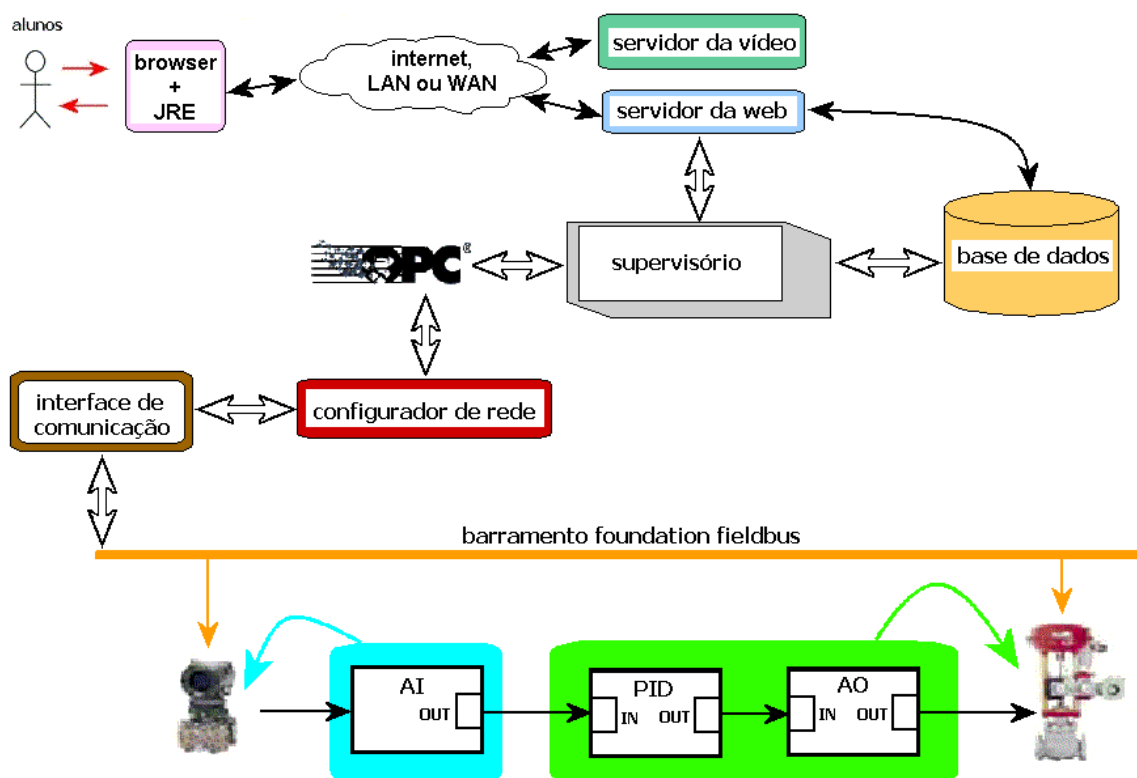 alunos
browser
+
JRE
internet,
LAN ou WAN
servidor da vídeo
servidor da web
OPC®
supervisório
base de dados
interface de
comunicação
configurador de rede
barramento foundation fieldbus
AI
OUT
PID
IN OUT
AO
IN OUT